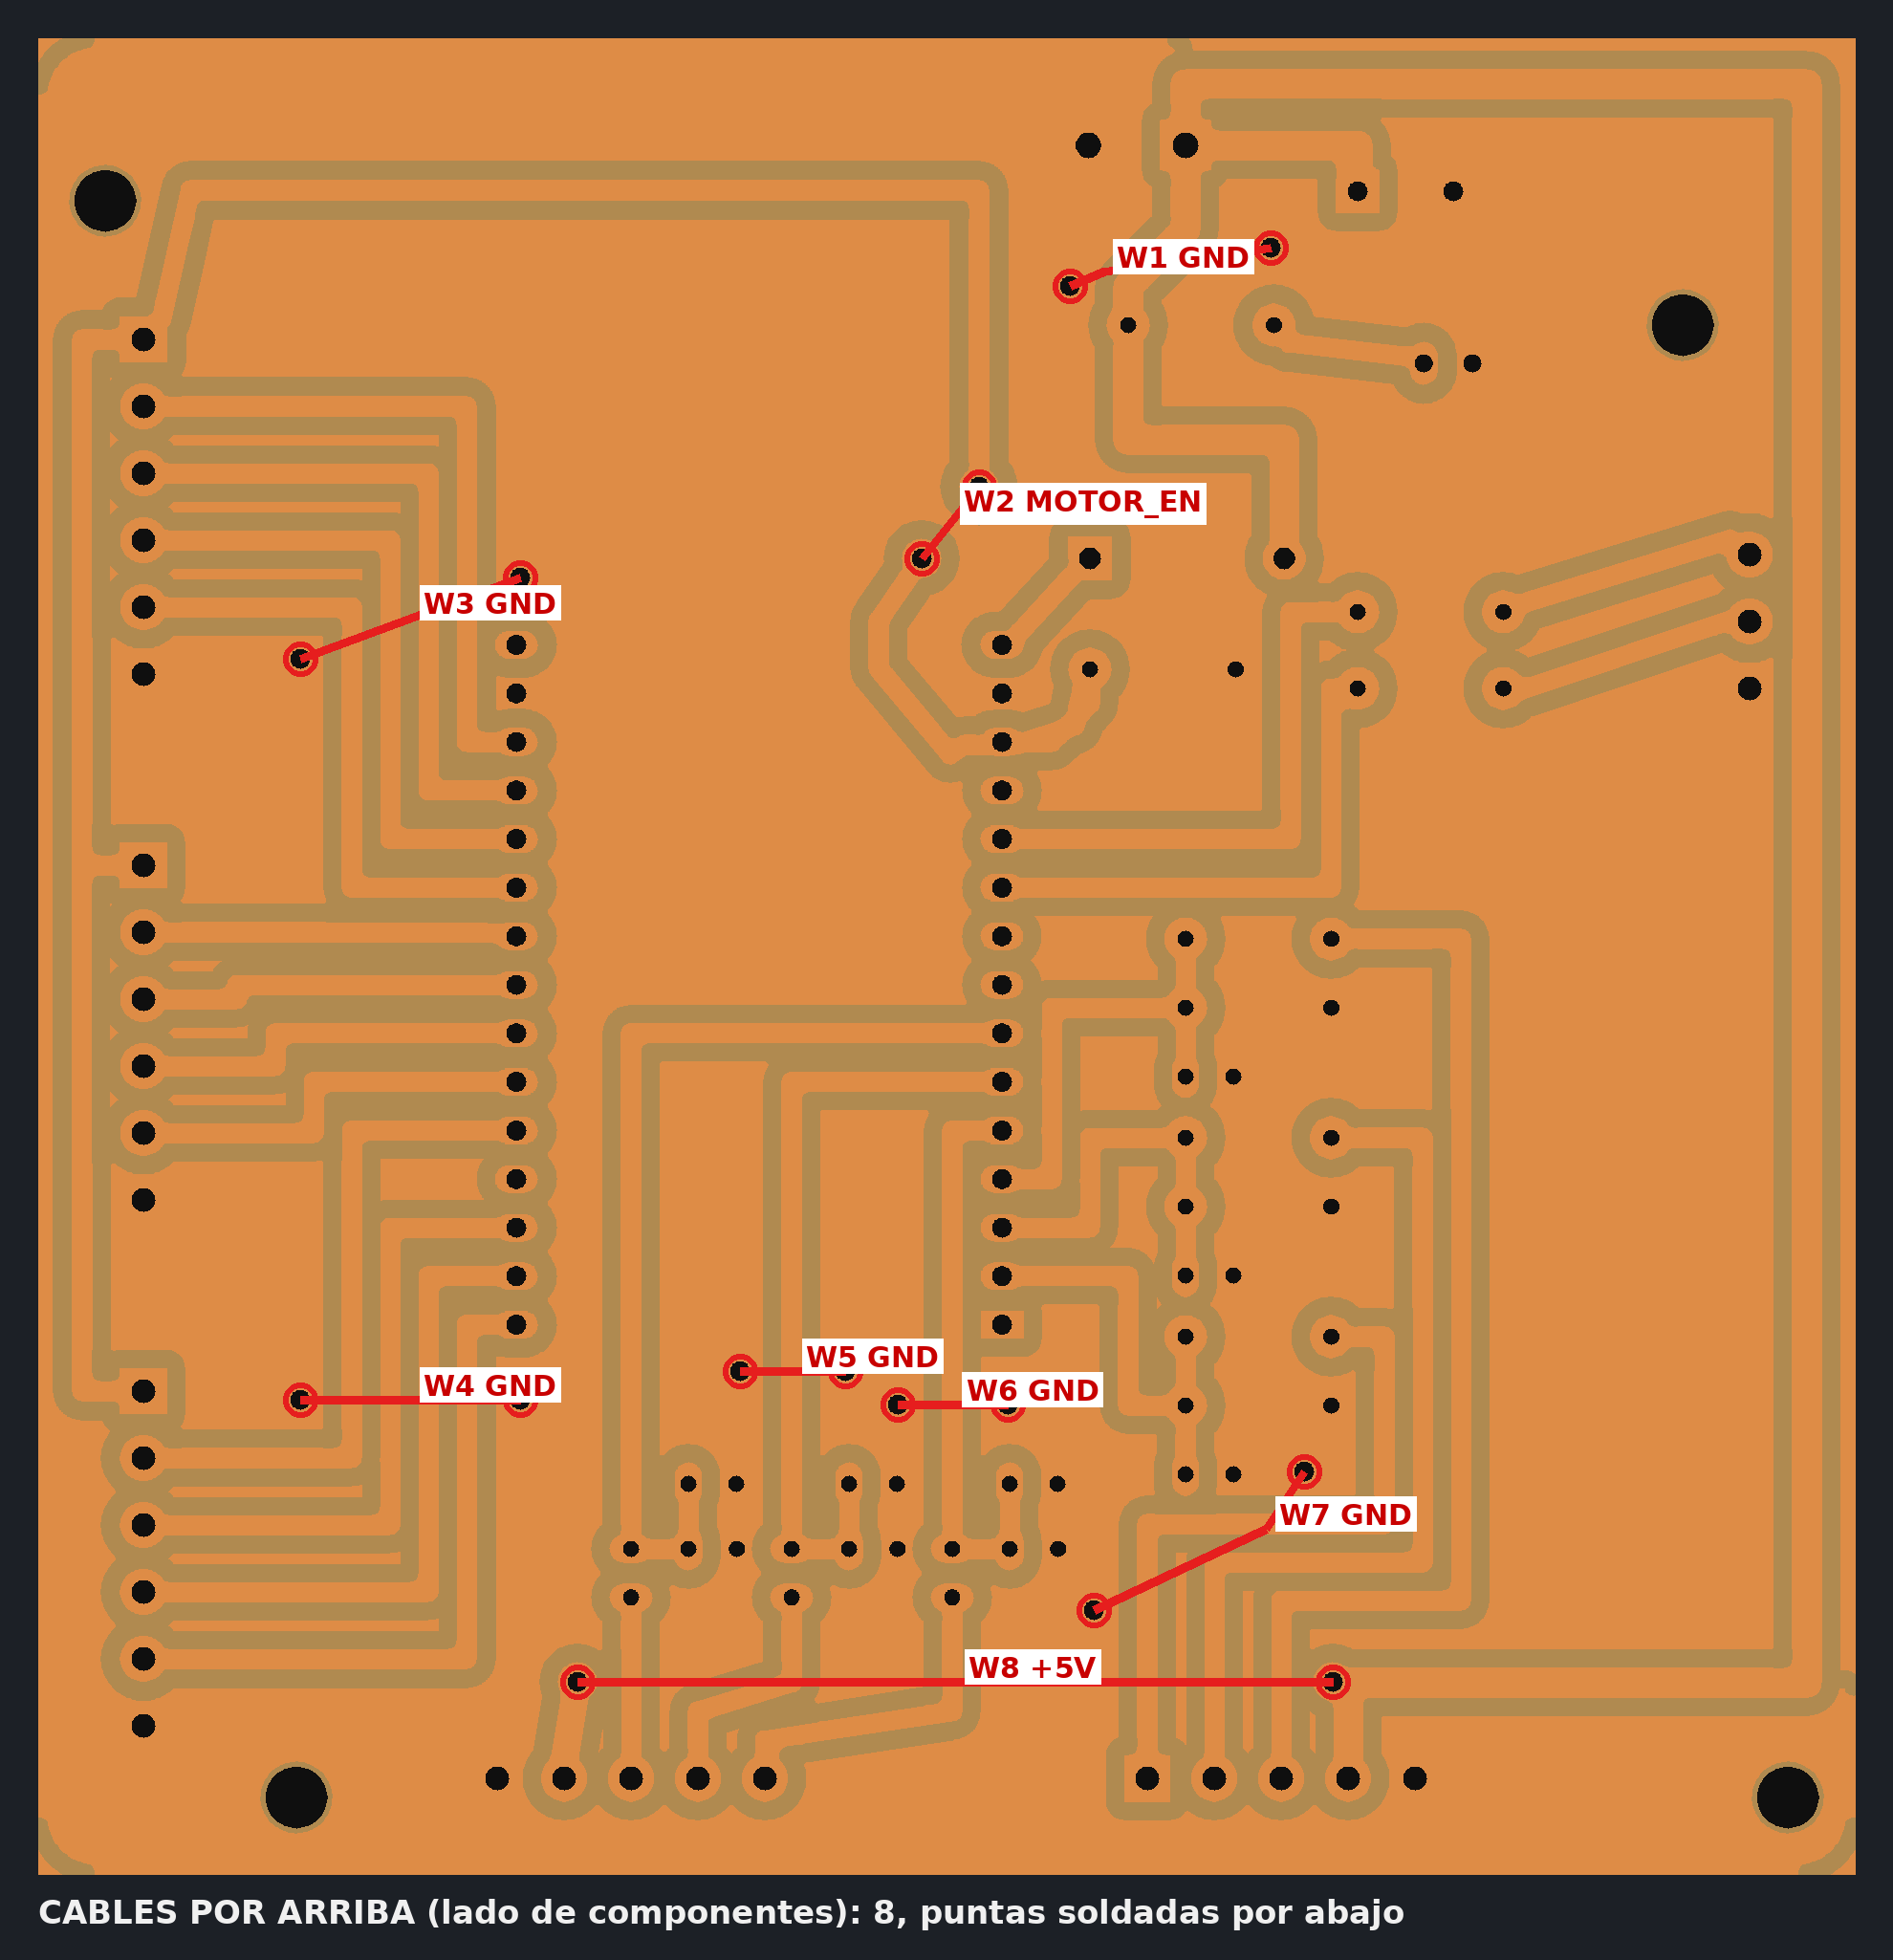 W1 GND
W2 MOTOR_EN
W3 GND
W5 GND
W4 GND
W6 GND
W7 GND
W8 +5V
CABLES POR ARRIBA (lado de componentes): 8, puntas soldadas por abajo